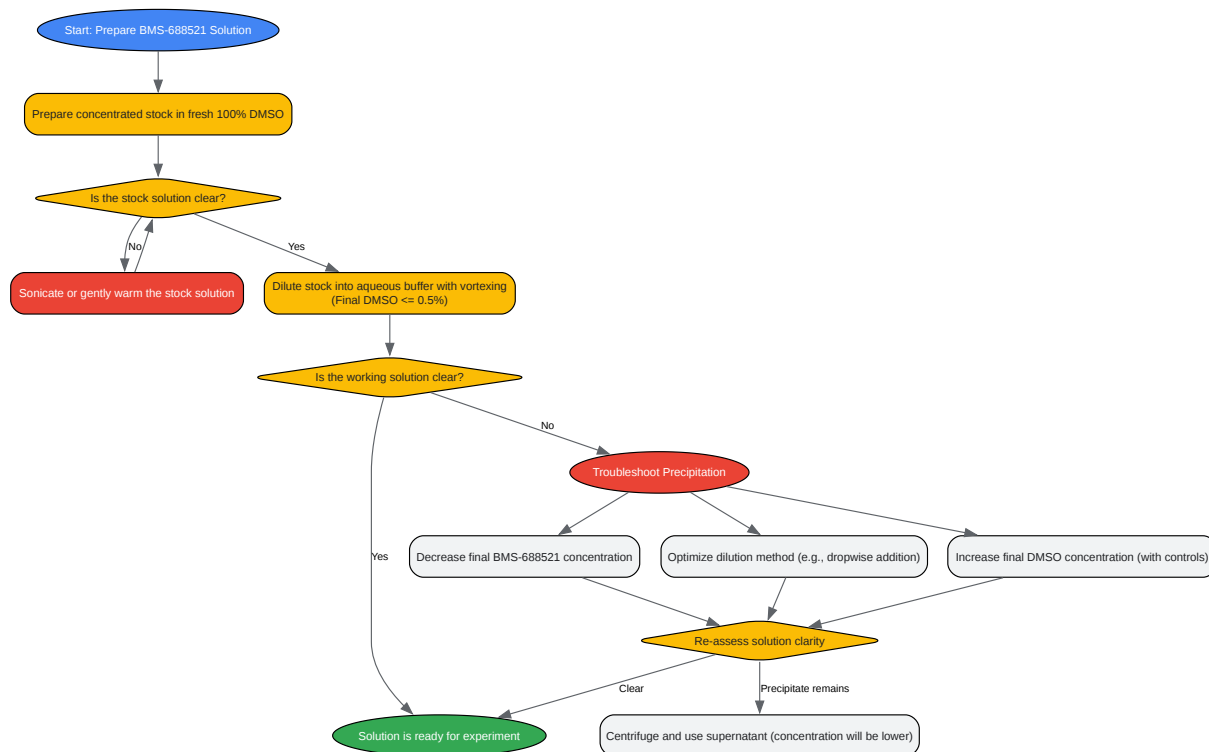 Start: Prepare BMS-688521 Solution
Prepare concentrated stock in fresh 100% DMSO
Is the stock solution clear?
No
Yes
Sonicate or gently warm the stock solution
Dilute stock into aqueous buffer with vortexing
(Final DMSO <= 0.5%)
Is the working solution clear?
No
Troubleshoot Precipitation
Yes
Decrease final BMS-688521 concentration
Optimize dilution method (e.g., dropwise addition)
Increase final DMSO concentration (with controls)
Re-assess solution clarity
Clear
Precipitate remains
Solution is ready for experiment
Centrifuge and use supernatant (concentration will be lower)